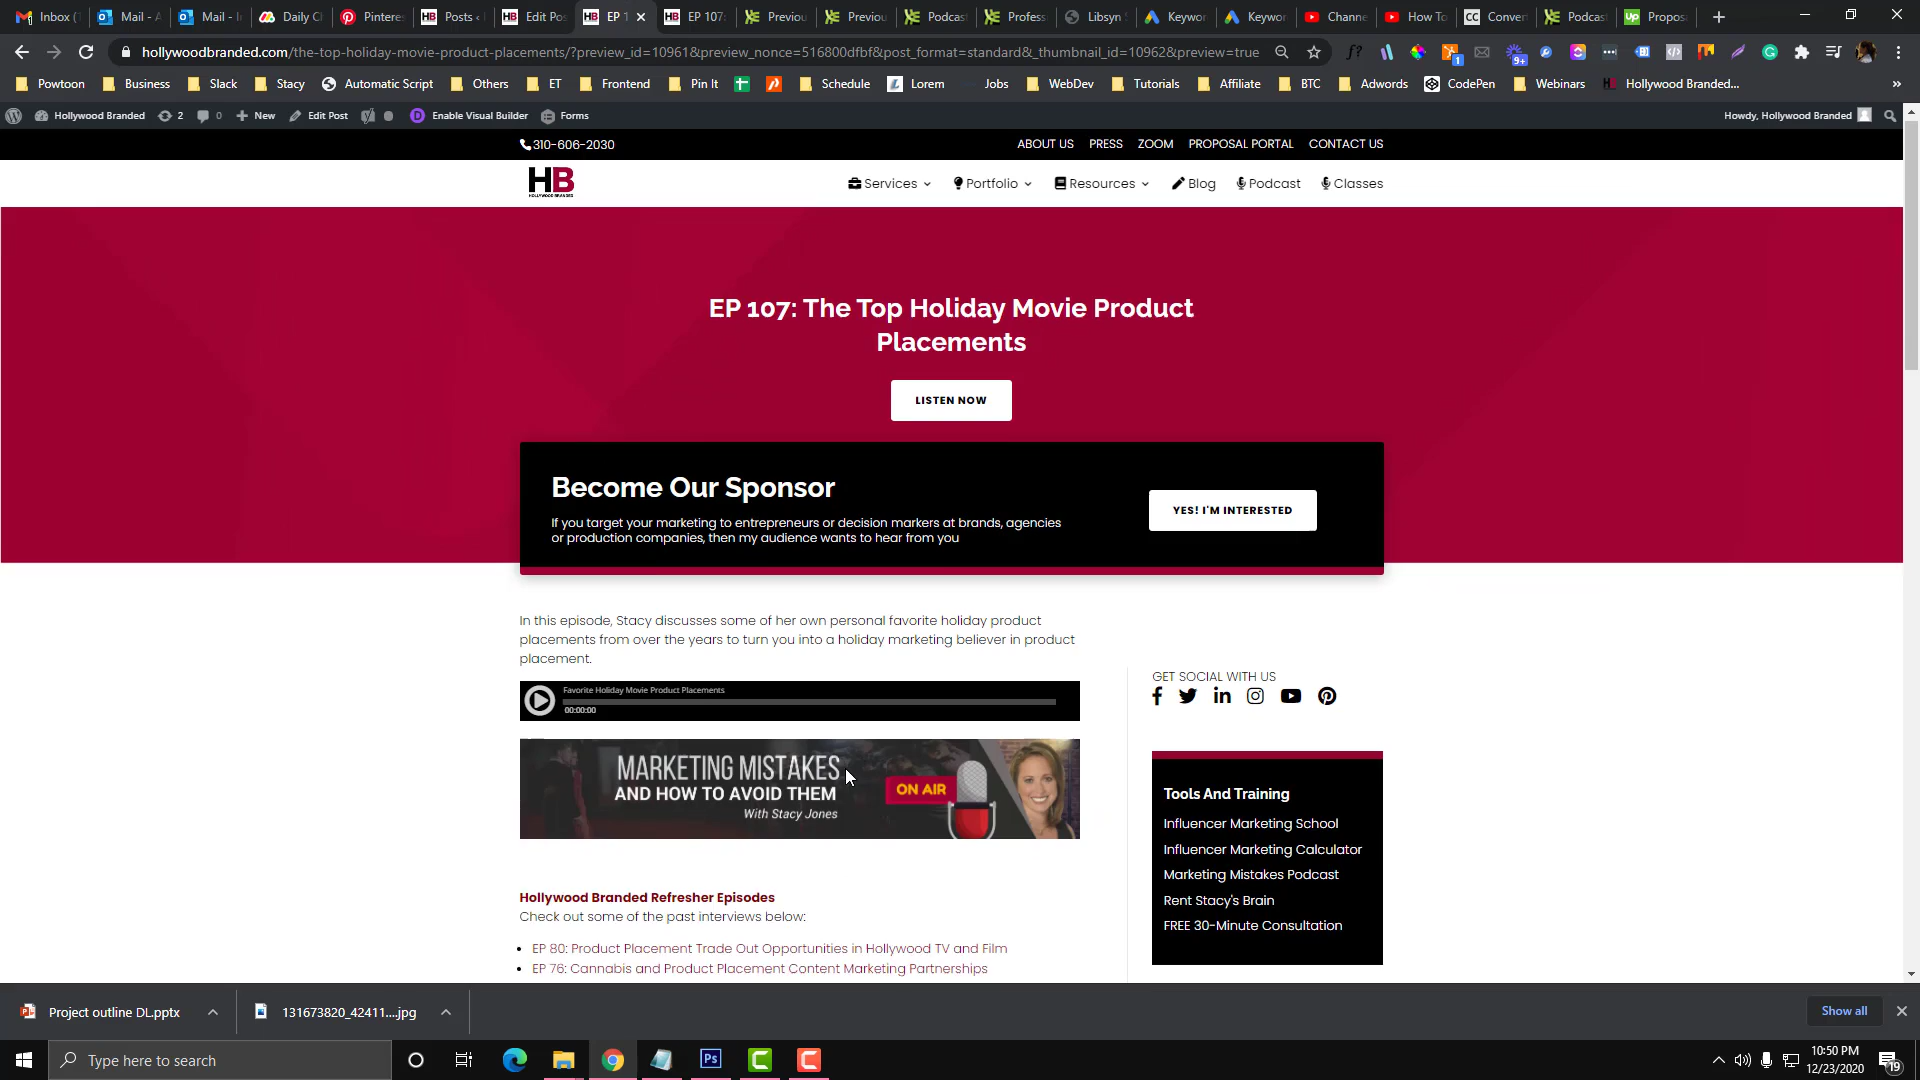 Inbox (
Mail - A
Mail - I
Daily C
Pintere
Posts ‹
Edit Po
EP 1
EP 107:
Previou
Previou
Podcas
Profess
Libsyn
Keywor
Keywor
Channe
How To
CC
Conver
Podcas
Up
Propos
hollywoodbranded.com/the-top-holiday-movie-product-placements/?preview_id=10961&preview_nonce=516800dfbf&post_format=standard&_thumbnail_id=10962&preview=true
Powtoon
Business
Slack
Stacy
Automatic Script
Others
ET
Frontend
Pin It
Schedule
Lorem
Jobs
WebDev
Tutorials
Affiliate
BTC
Adwords
CodePen
Webinars
Hollywood Branded...
Hollywood Branded
2
0
New
Edit Post
Enable Visual Builder
Forms
Howdy, Hollywood Branded
310-606-2030
ABOUT US
PRESS
ZOOM
PROPOSAL PORTAL
CONTACT US
HB
HOLLYWOOD BRANDED
Services
Portfolio
Resources
Blog
Podcast
Classes
EP 107: The Top Holiday Movie Product
Placements
LISTEN NOW
Become Our Sponsor
If you target your marketing to entrepreneurs or decision markers at brands, agencies
or production companies, then my audience wants to hear from you
YES! I'M INTERESTED
In this episode, Stacy discusses some of her own personal favorite holiday product
placements from over the years to turn you into a holiday marketing believer in product
placement.
Favorite Holiday Movie Product Placements
00:00:00
MARKETING MISTAKES
AND HOW TO AVOID THEM
With Stacy Jones
ON AIR
GET SOCIAL WITH US
Tools And Training
Influencer Marketing School
Influencer Marketing Calculator
Marketing Mistakes Podcast
Rent Stacy's Brain
FREE 30-Minute Consultation
Hollywood Branded Refresher Episodes
Check out some of the past interviews below:
EP 80: Product Placement Trade Out Opportunities in Hollywood TV and Film
EP 76: Cannabis and Product Placement Content Marketing Partnerships
Project outline DL.pptx
131673820_42411....jpg
Show all
Type here to search
Ps
10:50 PM
12/23/2020
19